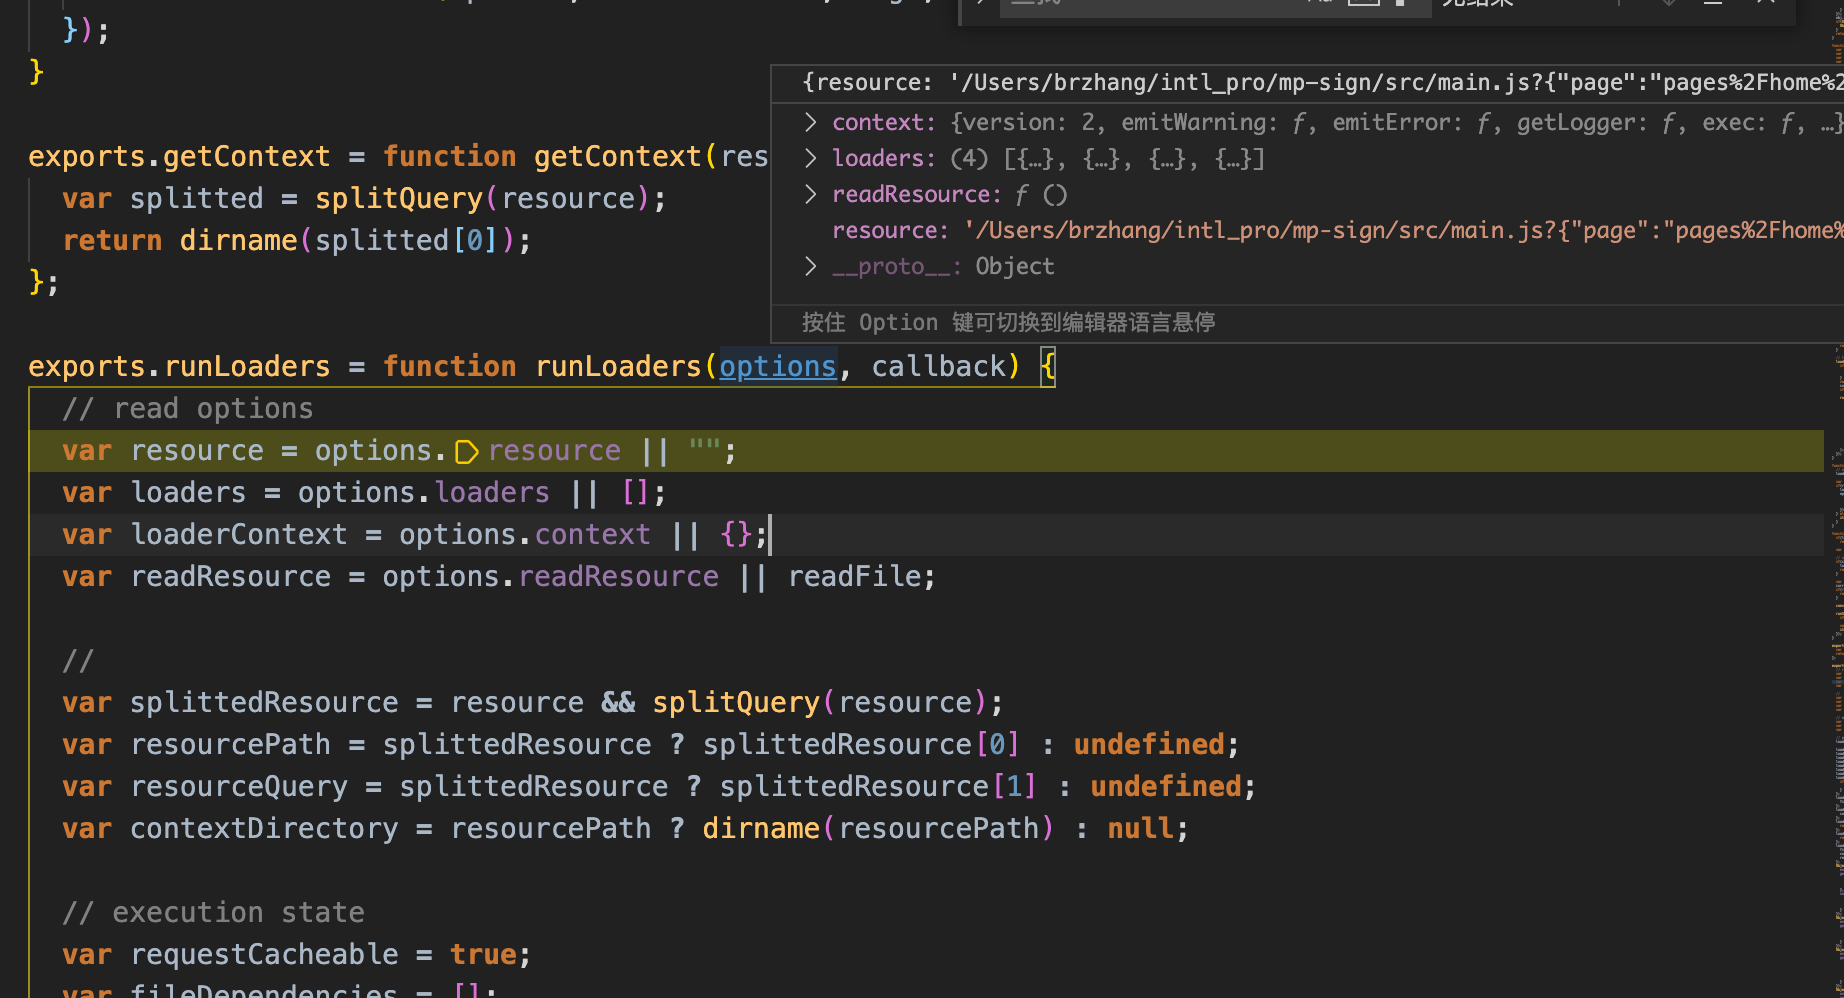 });
}
exports.getContext = function getContext(res
var splitted = splitQuery(resource);
return dirname(splitted[0]);
};
{resource: '/Users/brzhang/intl_pro/mp-sign/src/main.js?{"page":"pages%2Fhome%2
context: {version: 2, emitWarning: ƒ, emitError: ƒ, getLogger: ƒ, exec: ƒ, …}
loaders: (4) [{…}, {…}, {…}, {…}]
readResource: ƒ ()
resource: '/Users/brzhang/intl_pro/mp-sign/src/main.js?{"page":"pages%2Fhome%
__proto__: Object
按住 Option 键可切换到编辑器语言悬停
exports.runLoaders = function runLoaders(options, callback) {
// read options
var resource = options.resource || "";
var loaders = options.loaders || [];
var loaderContext = options.context || {};
var readResource = options.readResource || readFile;
//
var splittedResource = resource && splitQuery(resource);
var resourcePath = splittedResource ? splittedResource[0] : undefined;
var resourceQuery = splittedResource ? splittedResource[1] : undefined;
var contextDirectory = resourcePath ? dirname(resourcePath) : null;
// execution state
var requestCacheable = true;
var fileDependencies = [];